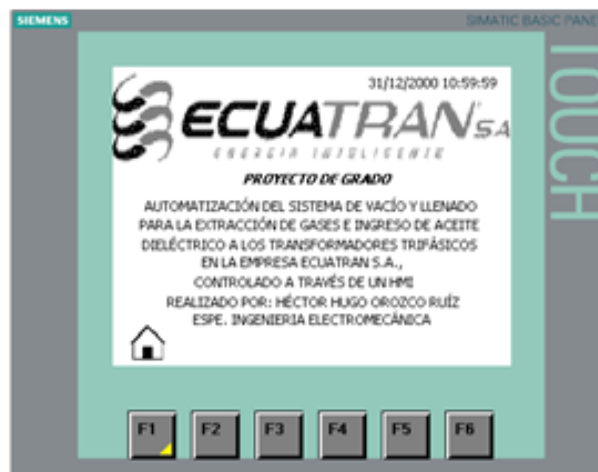 SIEMENS
SIMATIC BASIC PANE
TOUCH
31/12/2000 10:59:59
ECUATRAN S.A
ENERGIA INTELIGENTE
PROYECTO DE GRADO
AUTOMATIZACIÓN DEL SISTEMA DE VACÍO Y LLENADO
PARA LA EXTRACCIÓN DE GASES E INGRESO DE ACEITE
DIELÉCTRICO A LOS TRANSFORMADORES TRIFÁSICOS
EN LA EMPRESA ECUATRAN S.A.,
CONTROLADO A TRAVÉS DE UN HMI
REALIZADO POR: HÉCTOR HUGO OROZCO RUÍZ
ESPE. INGENIERIA ELECTROMECÁNICA
F1 F2 F3 F4 F5 F6